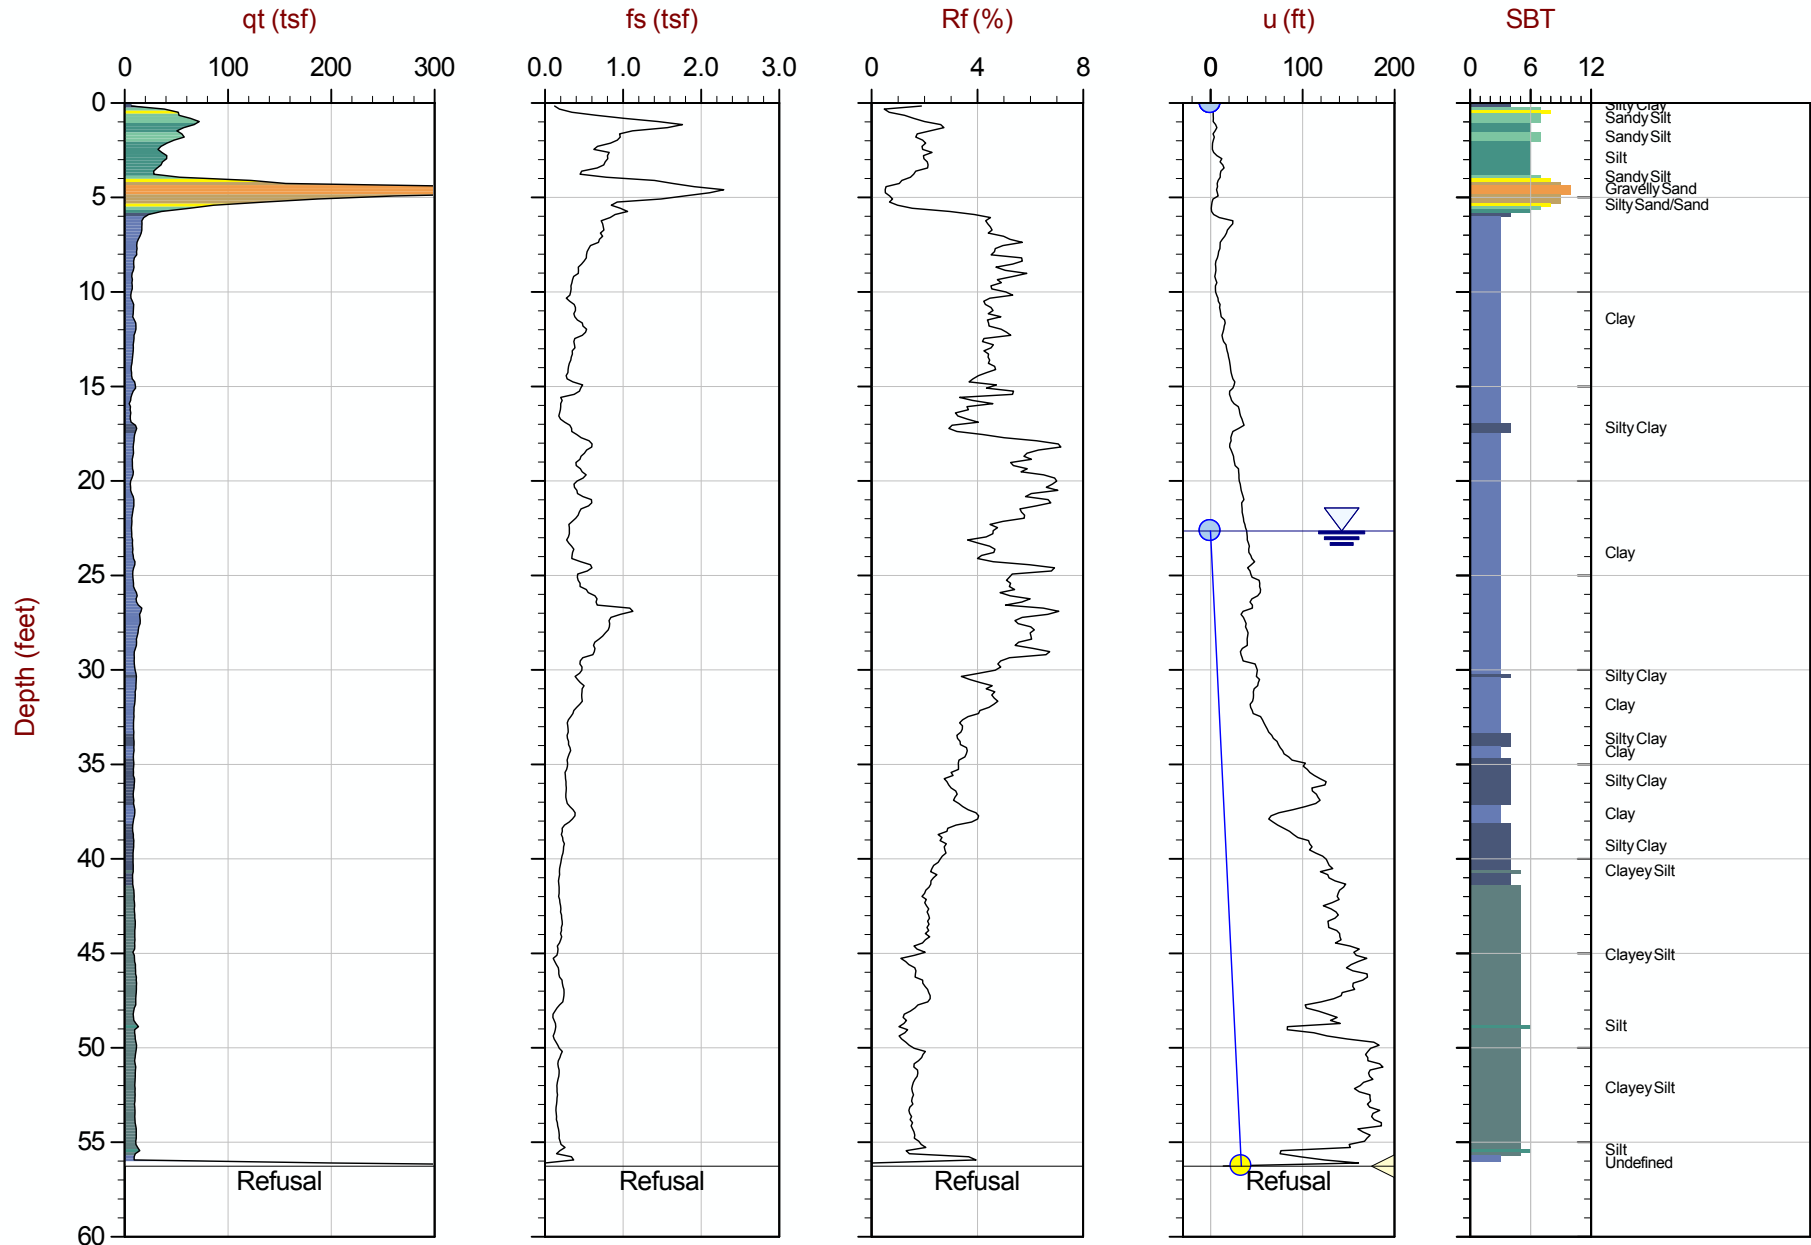 qt (tsf) fs (tsf) Rf (%) u (ft) SBT
0 100 200 300 0.0 1.0 2.0 3.0 0 4 8 0 100 200 0 6 12
Depth (feet)
0
5
10
15
20
25
30
35
40
45
50
55
60
Silty Clay
Sandy Silt
Sandy Silt
Silt
Sandy Silt
Gravelly Sand
Silty Sand/Sand
Clay
Silty Clay
Clay
Silty Clay
Clay
Silty Clay
Clay
Silty Clay
Clay
Silty Clay
Clayey Silt
Clayey Silt
Silt
Clayey Silt
Silt
Undefined
Refusal Refusal Refusal Refusal